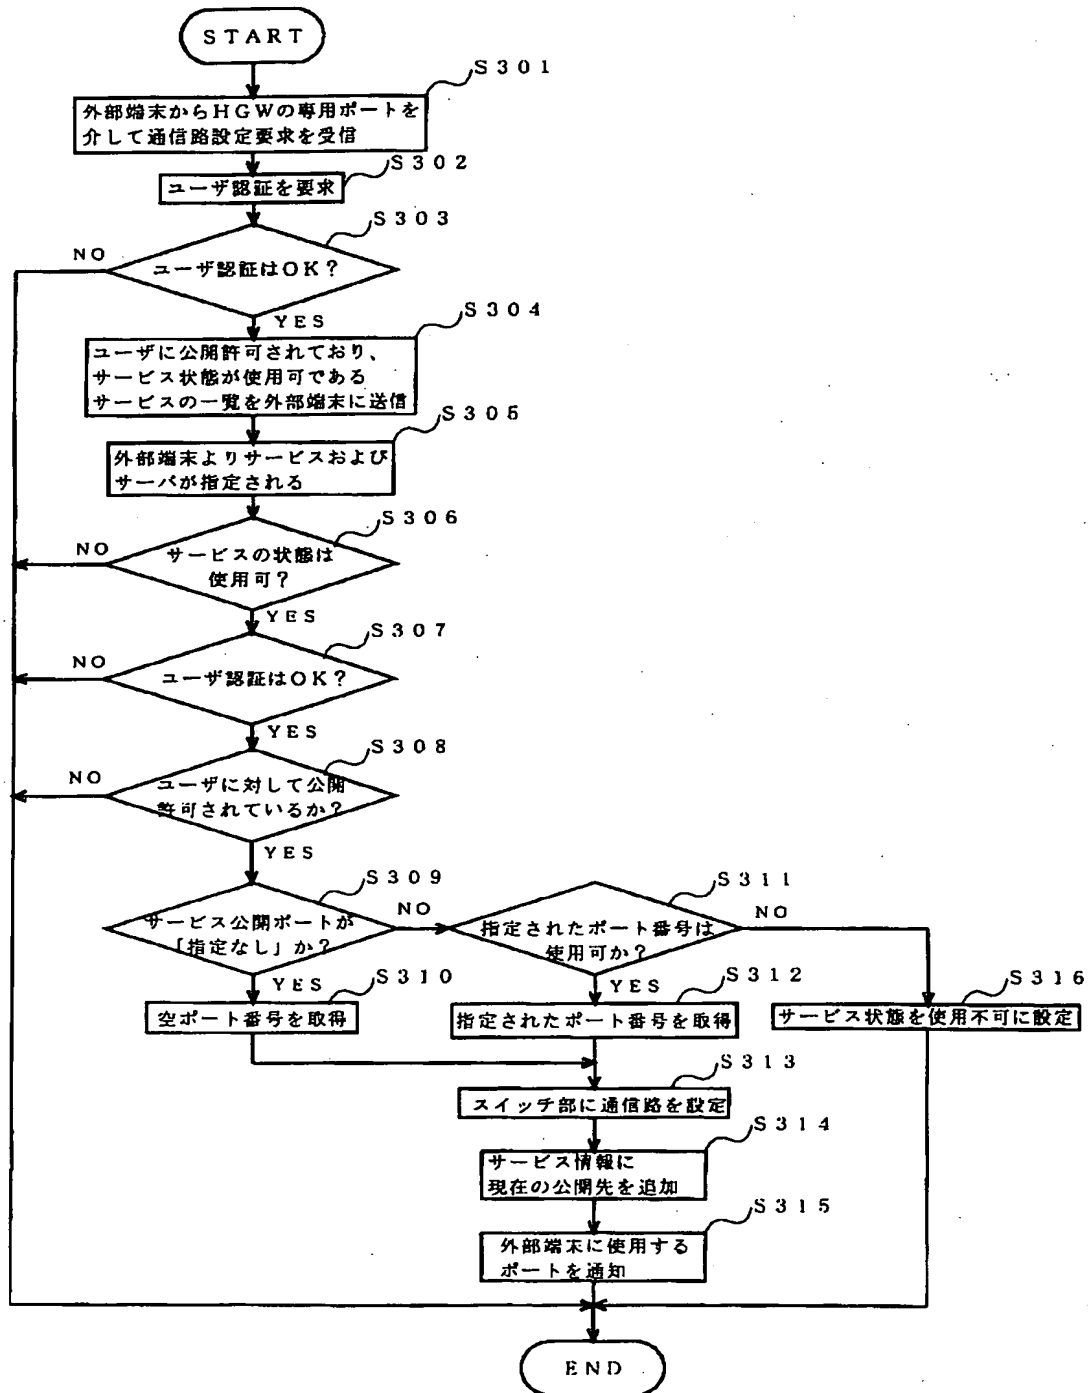 START
S301
外部端末からHGWの専用ポートを
介して通信路設定要求を受信
S302
ユーザ認証を要求
S303
NO
ユーザ認証はOK?
YES
S304
ユーザに公開許可されており、
サービス状態が使用可である
サービスの一覧を外部端末に送信
S305
外部端末よりサービスおよび
サーバが指定される
S306
NO
サービスの状態は
使用可?
YES
S307
NO
ユーザ認証はOK?
YES
S308
NO
ユーザに対して公開
許可されているか?
YES
S309
サービス公開ポートが
「指定なし」か?
NO
YES
S311
指定されたポート番号は
使用可か?
NO
YES
S310
空ポート番号を取得
S312
指定されたポート番号を取得
S316
サービス状態を使用不可に設定
S313
スイッチ部に通信路を設定
S314
サービス情報に
現在の公開先を追加
S315
外部端末に使用する
ポートを通知
END